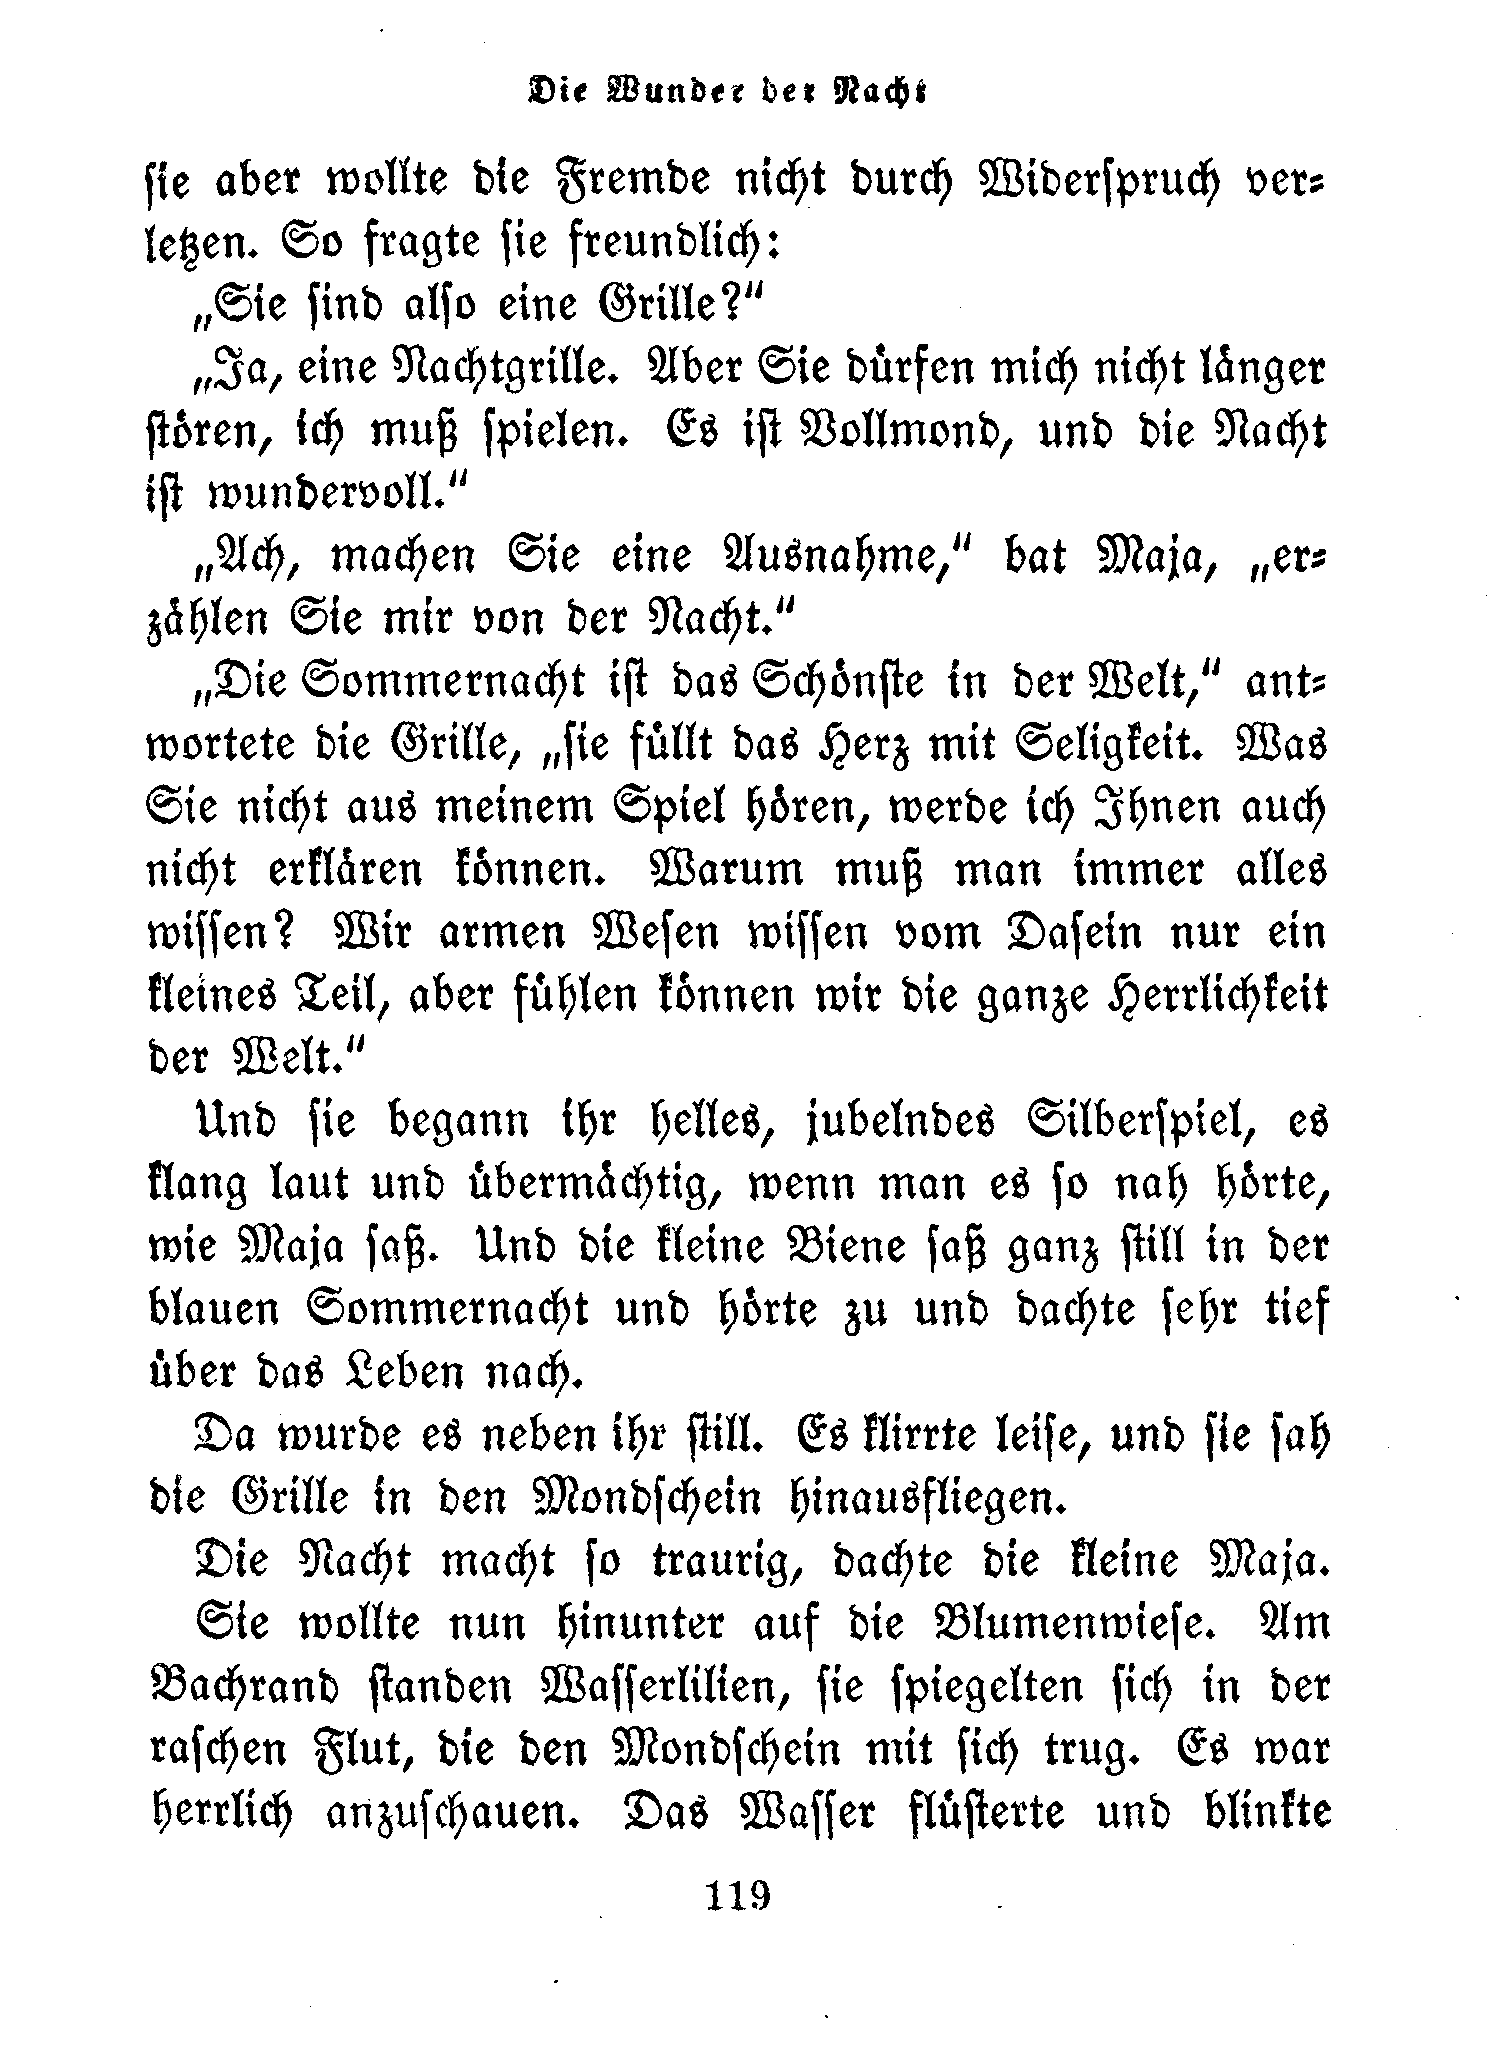 Die Wunder der Nacht
sie aber wollte die Fremde nicht durch Widerspruch ver-
letzen. So fragte sie freundlich:
„Sie sind also eine Grille?“
„Ja, eine Nachtgrille. Aber Sie dürfen mich nicht länger
stören, ich muß spielen. Es ist Vollmond, und die Nacht
ist wundervoll.“
„Ach, machen Sie eine Ausnahme,“ bat Maja, „er-
zählen Sie mir von der Nacht.“
„Die Sommernacht ist das Schönste in der Welt,“ ant-
wortete die Grille, „sie füllt das Herz mit Seligkeit. Was
Sie nicht aus meinem Spiel hören, werde ich Ihnen auch
nicht erklären können. Warum muß man immer alles
wissen? Wir armen Wesen wissen vom Dasein nur ein
kleines Teil, aber fühlen können wir die ganze Herrlichkeit
der Welt.“
Und sie begann ihr helles, jubelndes Silberspiel, es
klang laut und übermächtig, wenn man es so nah hörte,
wie Maja saß. Und die kleine Biene saß ganz still in der
blauen Sommernacht und hörte zu und dachte sehr tief
über das Leben nach.
Da wurde es neben ihr still. Es klirrte leise, und sie sah
die Grille in den Mondschein hinausfliegen.
Die Nacht macht so traurig, dachte die kleine Maja.
Sie wollte nun hinunter auf die Blumenwiese. Am
Bachrand standen Wasserlilien, sie spiegelten sich in der
raschen Flut, die den Mondschein mit sich trug. Es war
herrlich anzuschauen. Das Wasser flüsterte und blinkte
119